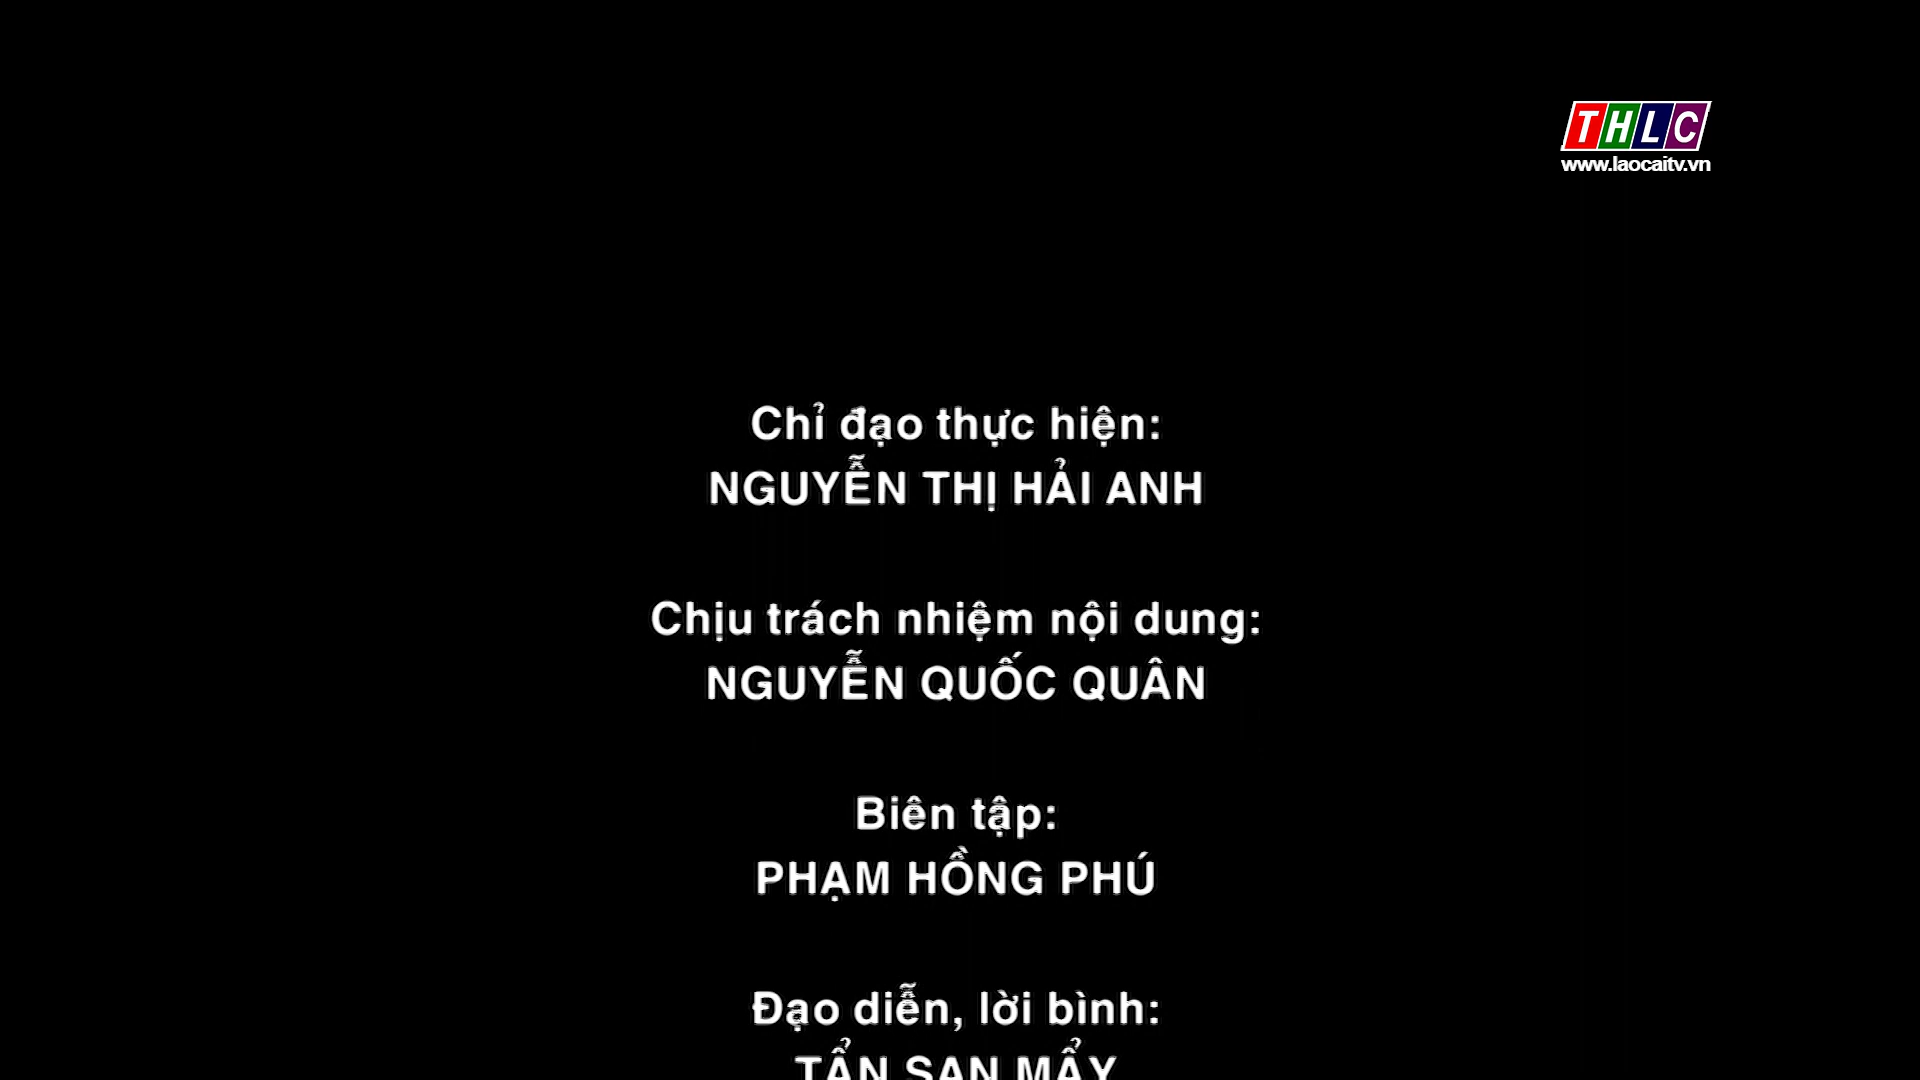 THLC
www.laocaitv.vn
Chỉ đạo thực hiện:
NGUYỄN THỊ HẢI ANH
Chịu trách nhiệm nội dung:
NGUYỄN QUỐC QUÂN
Biên tập:
PHẠM HỒNG PHÚ
Đạo diễn, lời bình:
TẨN SAN MẨY